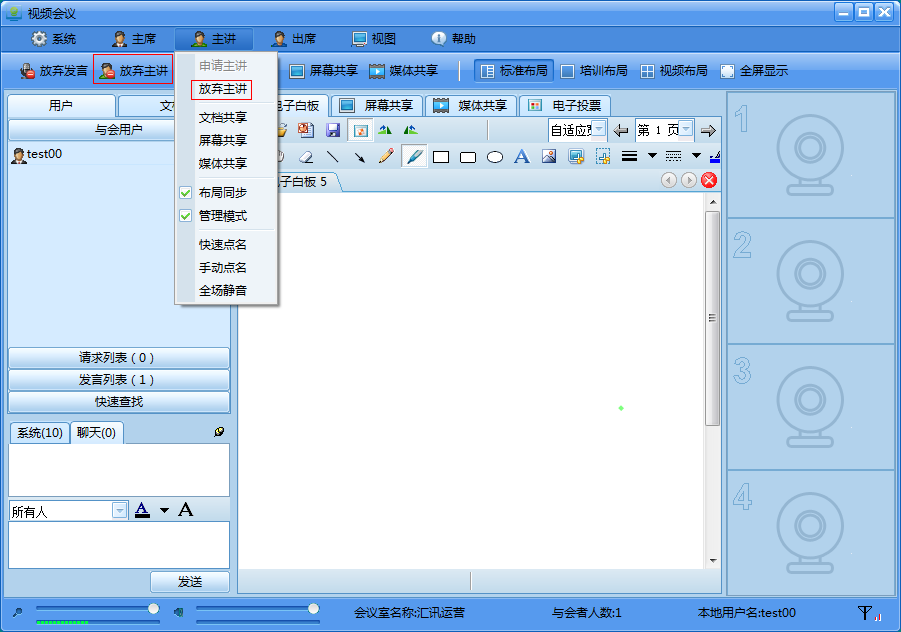 视频会议
系统 主席 主讲 出席 视图 帮助
放弃发言 放弃主讲 屏幕共享 媒体共享 标准布局 培训布局 视频布局 全屏显示
申请主讲
放弃主讲
文档共享
屏幕共享
媒体共享
布局同步
管理模式
快速点名
手动点名
全场静音
用户
与会用户
test00
子白板 屏幕共享 媒体共享 电子投票
自适应 第 1 页
A
子白板 5
1
2
3
4
请求列表 ( 0 )
发言列表 ( 1 )
快速查找
系统(10) 聊天(0)
所有人 A A
发送
会议室名称:汇讯运营 与会者人数:1 本地用户名:test00